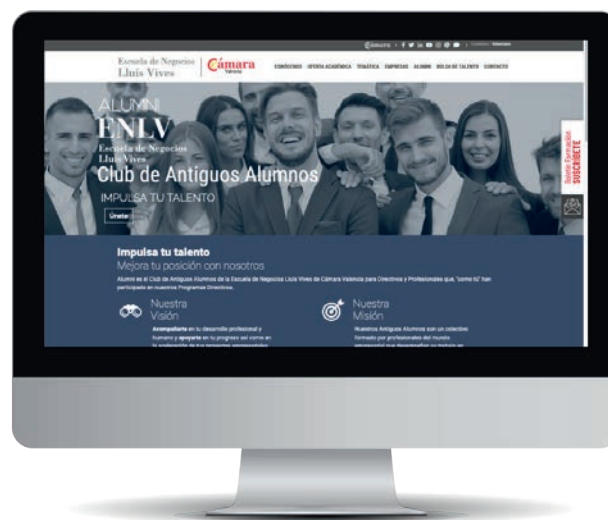 Cámara
Escuela de Negocios
Lluís Vives
Cámara
Valencia
CONÓCENOS OFERTA ACADÉMICA TEMÁTICA EMPRESAS ALUMNI BOLSA DE TALENTO CONTACTO
ALUMNI
ENLV
Escuela de Negocios
Lluís Vives
Club de Antiguos Alumnos
IMPULSA TU TALENTO
Únete
Boletín Formación
SUSCRÍBETE
Impulsa tu talento
Mejora tu posición con nosotros
Alumni es el Club de Antiguos Alumnos de la Escuela de Negocios Lluís Vives de Cámara Valencia para Directivos y Profesionales que, "como tú" han
participado en nuestros Programas Directivos.
Nuestra
Visión
Acompañarte en tu desarrollo profesional y
humano y apoyarte en tu progreso así como en
Nuestra
Misión
Nuestros Antiguos Alumnos son un colectivo
formado por profesionales del mundo